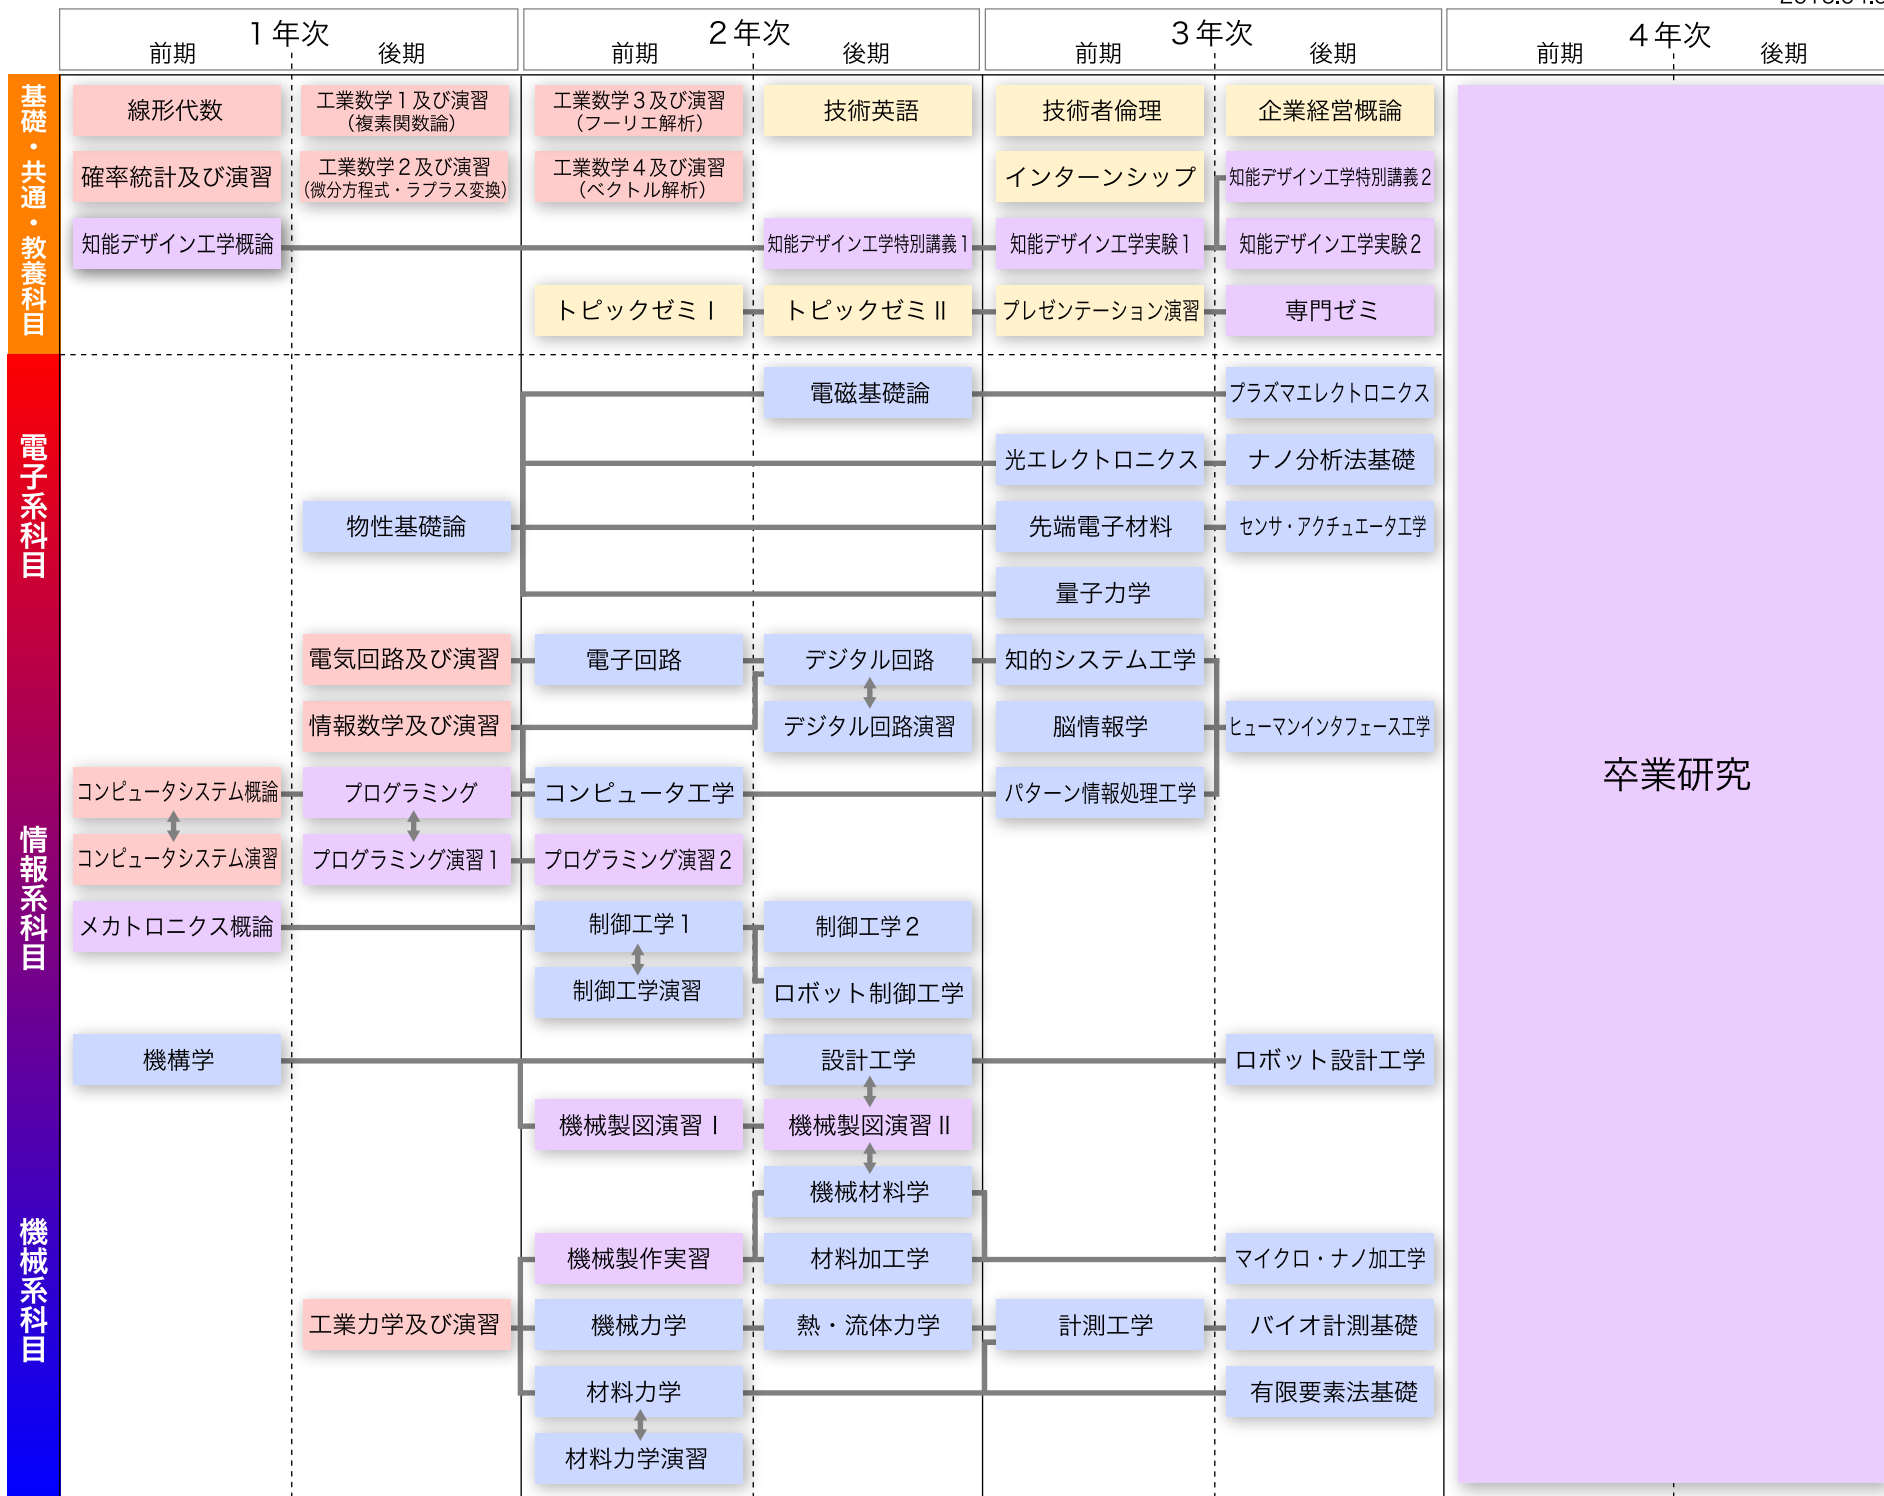 1年次
前期
後期
2年次
前期
後期
3年次
前期
後期
4年次
前期
後期
基礎・共通・教養科目
線形代数
工業数学1及び演習
(複素関数論)
工業数学3及び演習
(フーリエ解析)
技術英語
技術者倫理
企業経営概論
確率統計及び演習
工業数学2及び演習
(微分方程式・ラプラス変換)
工業数学4及び演習
(ベクトル解析)
インターンシップ
知能デザイン工学特別講義2
知能デザイン工学概論
知能デザイン工学特別講義1
知能デザイン工学実験1
知能デザイン工学実験2
トピックゼミⅠ
トピックゼミⅡ
プレゼンテーション演習
専門ゼミ
電子系科目
電磁基礎論
プラズマエレクトロニクス
光エレクトロニクス
ナノ分析法基礎
物性基礎論
先端電子材料
センサ・アクチュエータ工学
量子力学
電気回路及び演習
電子回路
デジタル回路
知的システム工学
情報数学及び演習
デジタル回路演習
脳情報学
ヒューマンインタフェース工学
卒業研究
情報系科目
コンピュータシステム概論
プログラミング
コンピュータ工学
パターン情報処理工学
コンピュータシステム演習
プログラミング演習1
プログラミング演習2
メカトロニクス概論
制御工学1
制御工学2
制御工学演習
ロボット制御工学
機械系科目
機構学
設計工学
ロボット設計工学
機械製図演習Ⅰ
機械製図演習Ⅱ
機械材料学
機械製作実習
材料加工学
マイクロ・ナノ加工学
工業力学及び演習
機械力学
熱・流体力学
計測工学
バイオ計測基礎
材料力学
有限要素法基礎
材料力学演習